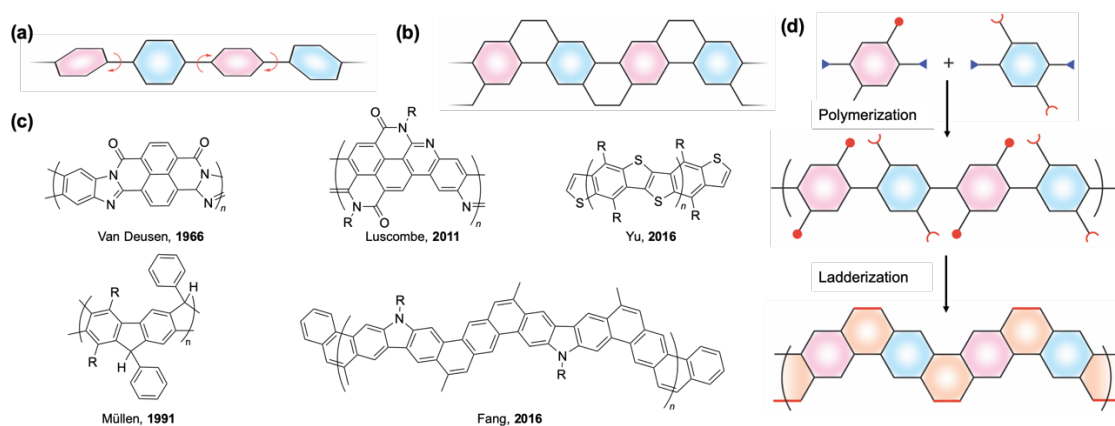 (a)
(b)
(d)
+
Polymerization
(c)
O
O
N
N
N
N
n
Van Deusen, 1966
O
R
N
N
N
R
O
N
n
Luscombe, 2011
R
R
S
S
S
S
n
R
R
Yu, 2016
Ladderization
R
H
n
R
H
Müllen, 1991
R
N
N
R
n
Fang, 2016